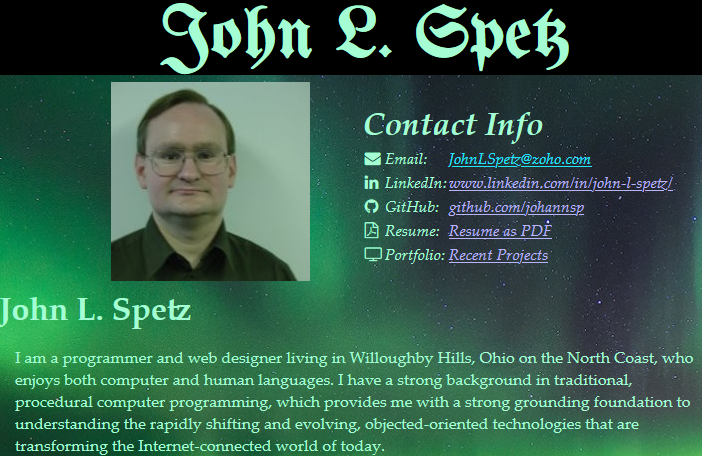 John L. Spetz
Contact Info
Email: JohnLSpetz@zoho.com
LinkedIn: www.linkedin.com/in/john-l-spetz/
GitHub: github.com/johannsp
Resume: Resume as PDF
Portfolio: Recent Projects
John L. Spetz
I am a programmer and web designer living in Willoughby Hills, Ohio on the North Coast, who
enjoys both computer and human languages. I have a strong background in traditional,
procedural computer programming, which provides me with a strong grounding foundation to
understanding the rapidly shifting and evolving, objected-oriented technologies that are
transforming the Internet-connected world of today.